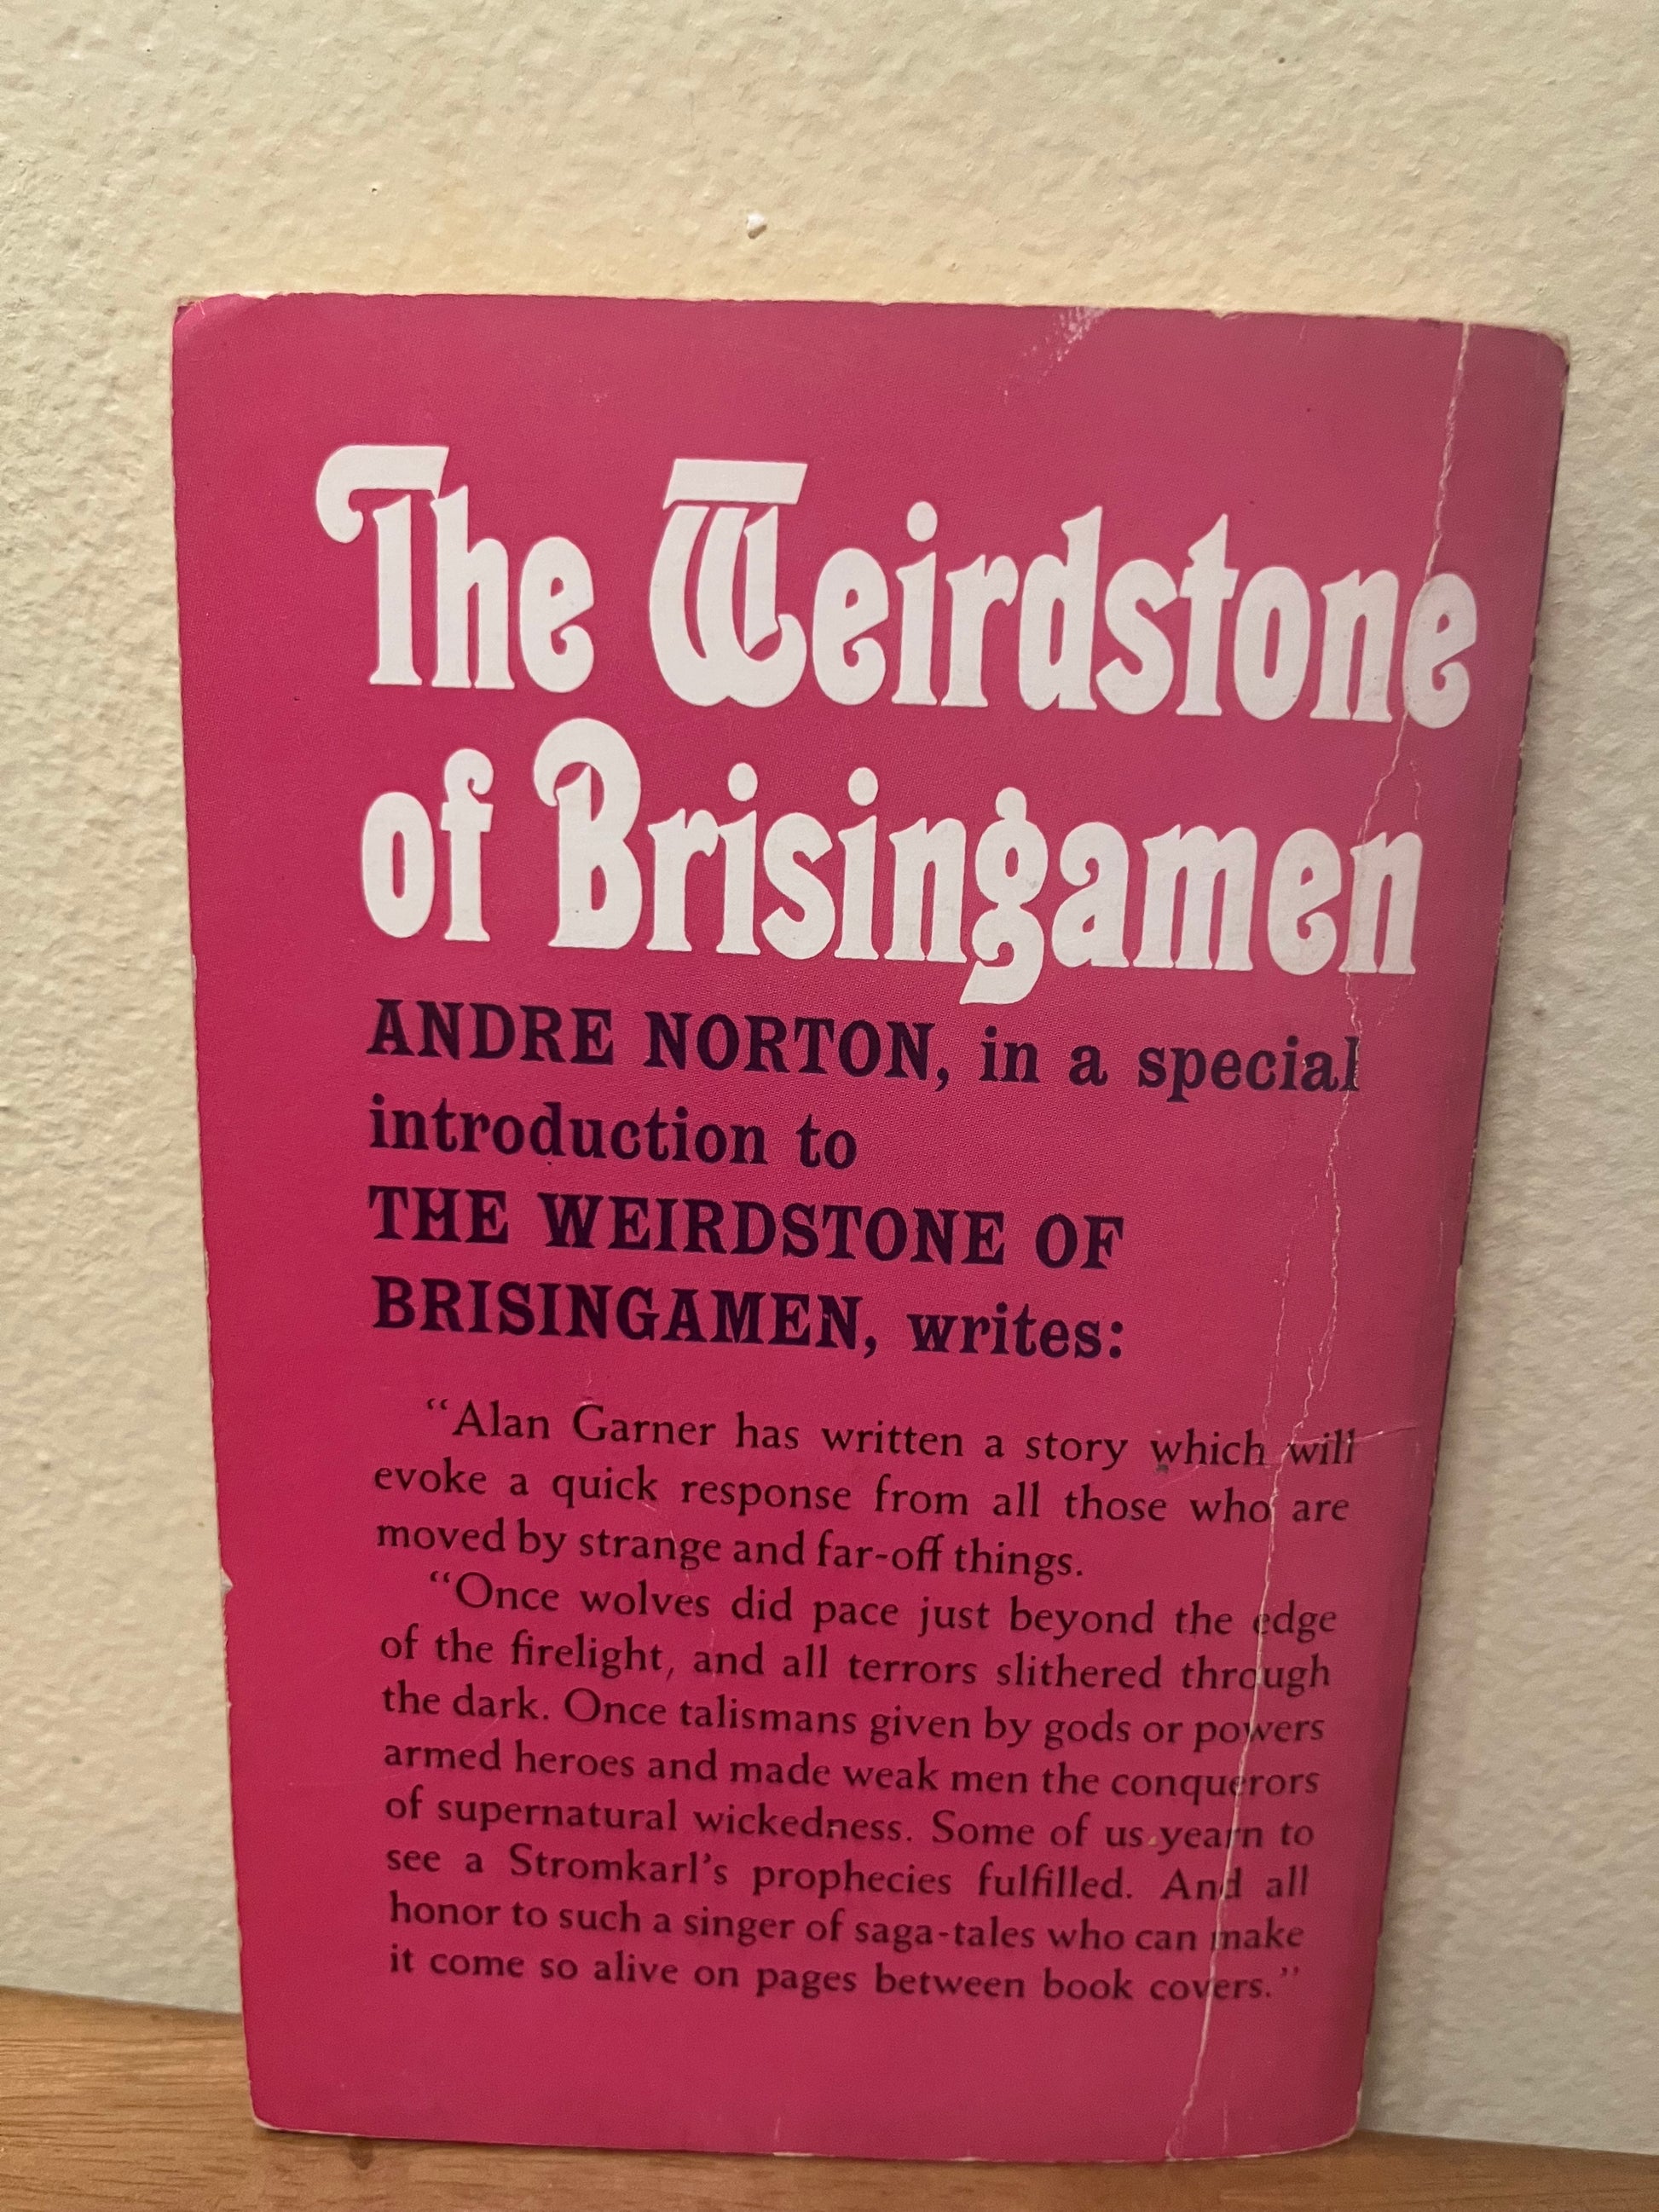 The Weirdstone
of Brisingamen
ANDRE NORTON, in a special
introduction to
THE WEIRDSTONE OF
BRISINGAMEN, writes:
“Alan Garner has written a story which will
evoke a quick response from all those who are
moved by strange and far-off things.
“Once wolves did pace just beyond the edge
of the firelight, and all terrors slithered through
the dark. Once talismans given by gods or powers
armed heroes and made weak men the conquerors
of supernatural wickedness. Some of us yearn to
see a Stromkarl’s prophecies fulfilled. And all
honor to such a singer of saga-tales who can make
it come so alive on pages between book covers.”